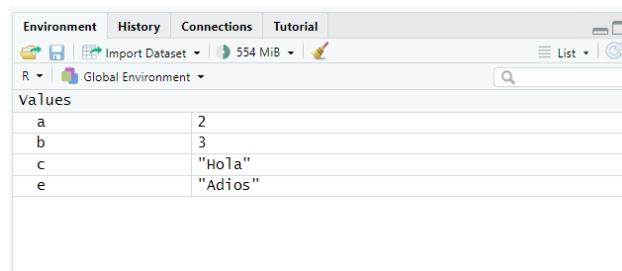 Environment History Connections Tutorial
Import Dataset 554 MiB List
R Global Environment
Values
a 2
b 3
c "Hola"
e "Adios"